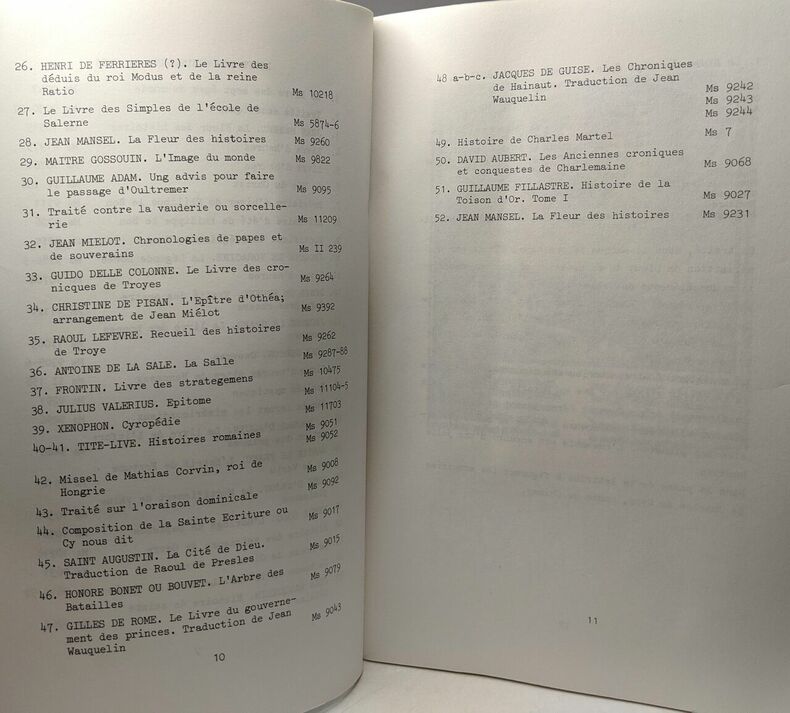 26. HENRI DE FERRIERES (?). Le Livre des
déduis du roi Modus et de la reine
Ratio Ms 10218
27. Le Livre des Simples de l'école de
Salerne Ms 5874-6
28. JEAN MANSEL. La Fleur des histoires Ms 9260
29. MAITRE GOSSOUIN. L'Image du monde Ms 9822
30. GUILLAUME ADAM. Ung advis pour faire
le passage d'Oultremer Ms 9095
31. Traité contre la vauderie ou sorcelle-
rie Ms 11209
32. JEAN MIELOT. Chronologies de papes et
de souverains Ms II 239
33. GUIDO DELLE COLONNE. Le Livre des cro-
nicques de Troyes Ms 9264
34. CHRISTINE DE PISAN. L'Epître d'Othéa;
arrangement de Jean Miélot Ms 9392
35. RAOUL LEFEVRE. Recueil des histoires
de Troye Ms 9262
36. ANTOINE DE LA SALE. La Salle Ms 9287-88
37. FRONTIN. Livre des strategemens Ms 10475
38. JULIUS VALERIUS. Epitome Ms 11104-5
39. XENOPHON. Cyropédie Ms 11703
40-41. TITE-LIVE. Histoires romaines Ms 9051
Ms 9052
42. Missel de Mathias Corvin, roi de
Hongrie Ms 9008
43. Traité sur l'oraison dominicale Ms 9092
44. Composition de la Sainte Ecriture ou
Cy nous dit Ms 9017
45. SAINT AUGUSTIN. La Cité de Dieu.
Traduction de Raoul de Presles Ms 9015
46. HONORE BONET OU BOUVET. L'Arbre des
Batailles Ms 9079
47. GILLES DE ROME. Le Livre du gouverne-
ment des princes. Traduction de Jean
Wauquelin Ms 9043
10
48 a-b-c. JACQUES DE GUISE. Les Chroniques
de Hainaut. Traduction de Jean
Wauquelin Ms 9242
Ms 9243
Ms 9244
49. Histoire de Charles Martel Ms 7
50. DAVID AUBERT. Les Anciennes croniques
et conquestes de Charlemaine Ms 9068
51. GUILLAUME FILLASTRE. Histoire de la
Toison d'Or. Tome I Ms 9027
52. JEAN MANSEL. La Fleur des histoires Ms 9231
11